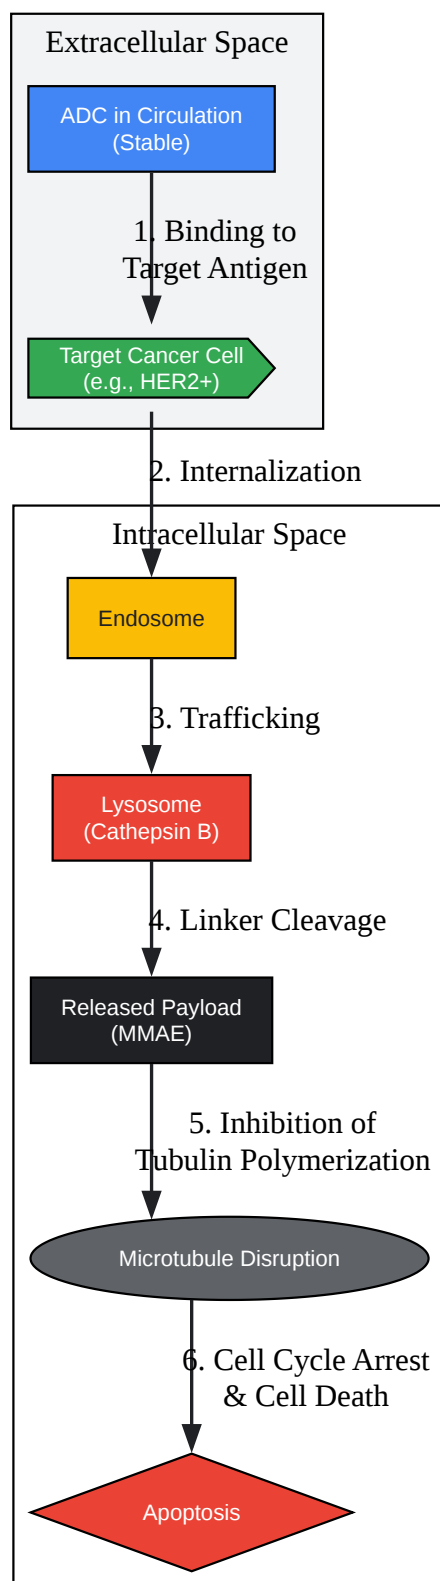 Extracellular Space
ADC in Circulation
(Stable)
1. Binding to
Target Antigen
Target Cancer Cell
(e.g., HER2+)
2. Internalization
Intracellular Space
Endosome
3. Trafficking
Lysosome
(Cathepsin B)
4. Linker Cleavage
Released Payload
(MMAE)
5. Inhibition of
Tubulin Polymerization
Microtubule Disruption
6. Cell Cycle Arrest
& Cell Death
Apoptosis